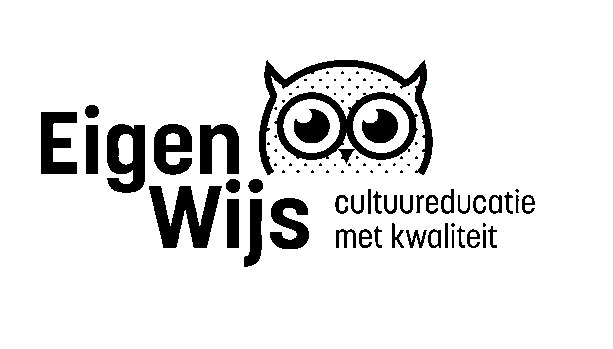 Eigen
Wijs
cultuureducatie
met kwaliteit